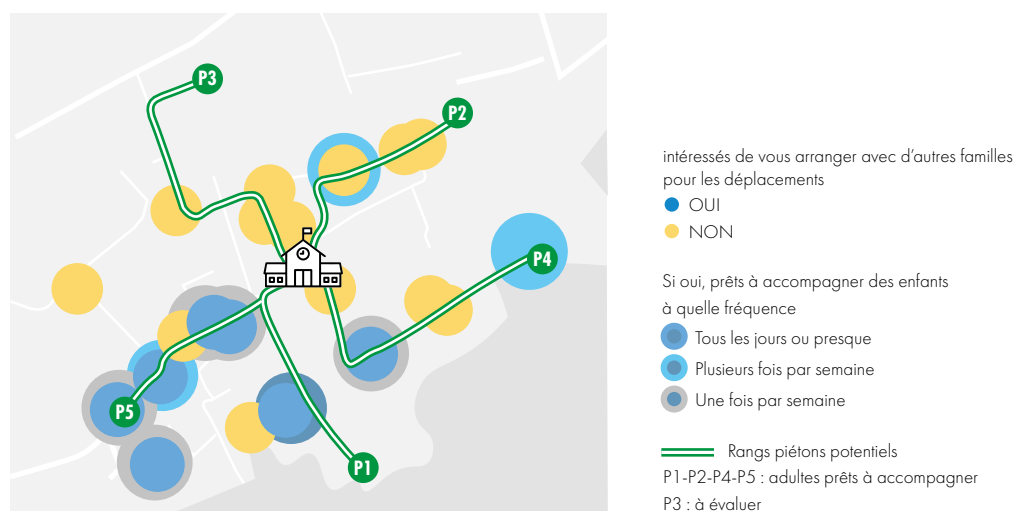 P3
P2
P4
P5
P1
intéressés de vous arranger avec d'autres familles
pour les déplacements
OUI
NON
Si oui, prêts à accompagner des enfants
à quelle fréquence
Tous les jours ou presque
Plusieurs fois par semaine
Une fois par semaine
Rangs piétons potentiels
P1-P2-P4-P5 : adultes prêts à accompagner
P3 : à évaluer